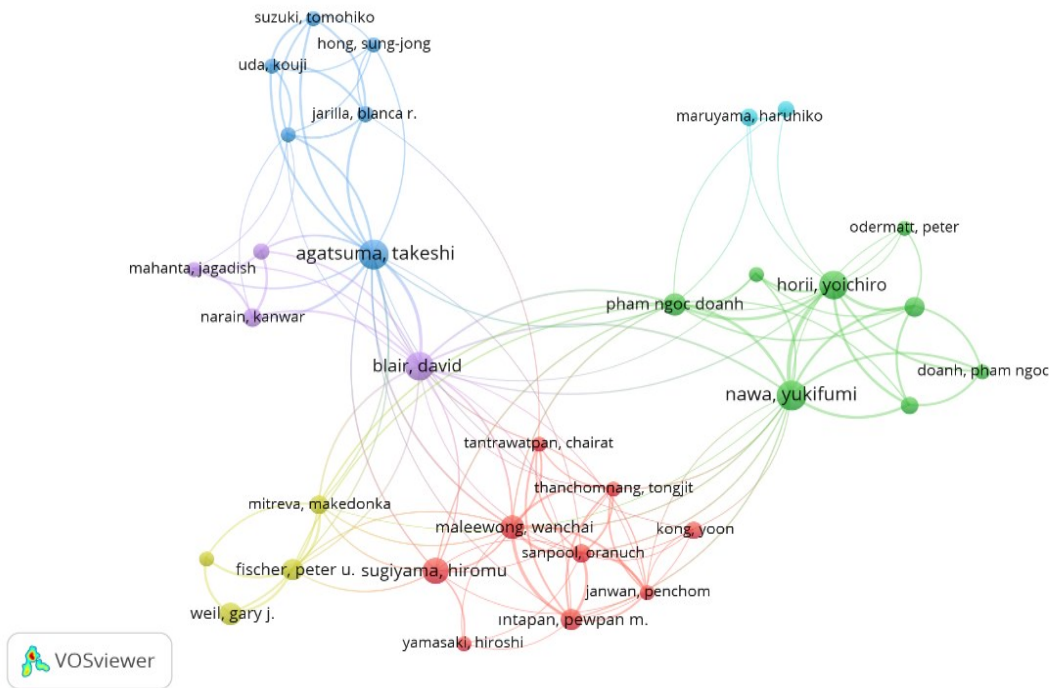 suzuki, tomohiko
hong, sung-jong
uda, kouji
jarilla, blanca r.
maruyama, haruhiko
odermatt, peter
agatsuma, takeshi
mahanta, jagadish
horii, yoichiro
pham ngoc doanh
narain, kanwar
blair, david
doanh, pham ngoc
nawa, yukifumi
tantrawatpan, chairat
thanchomnang, tongjit
mitreva, makedonka
maleewong, wanchai
kong, yoon
sanpool, oranuch
fischer, peter u.
sugiyama, hiromu
janwan, penchom
weil, gary j.
intapan, pewpan m.
yamasaki, hiroshi
VOSviewer